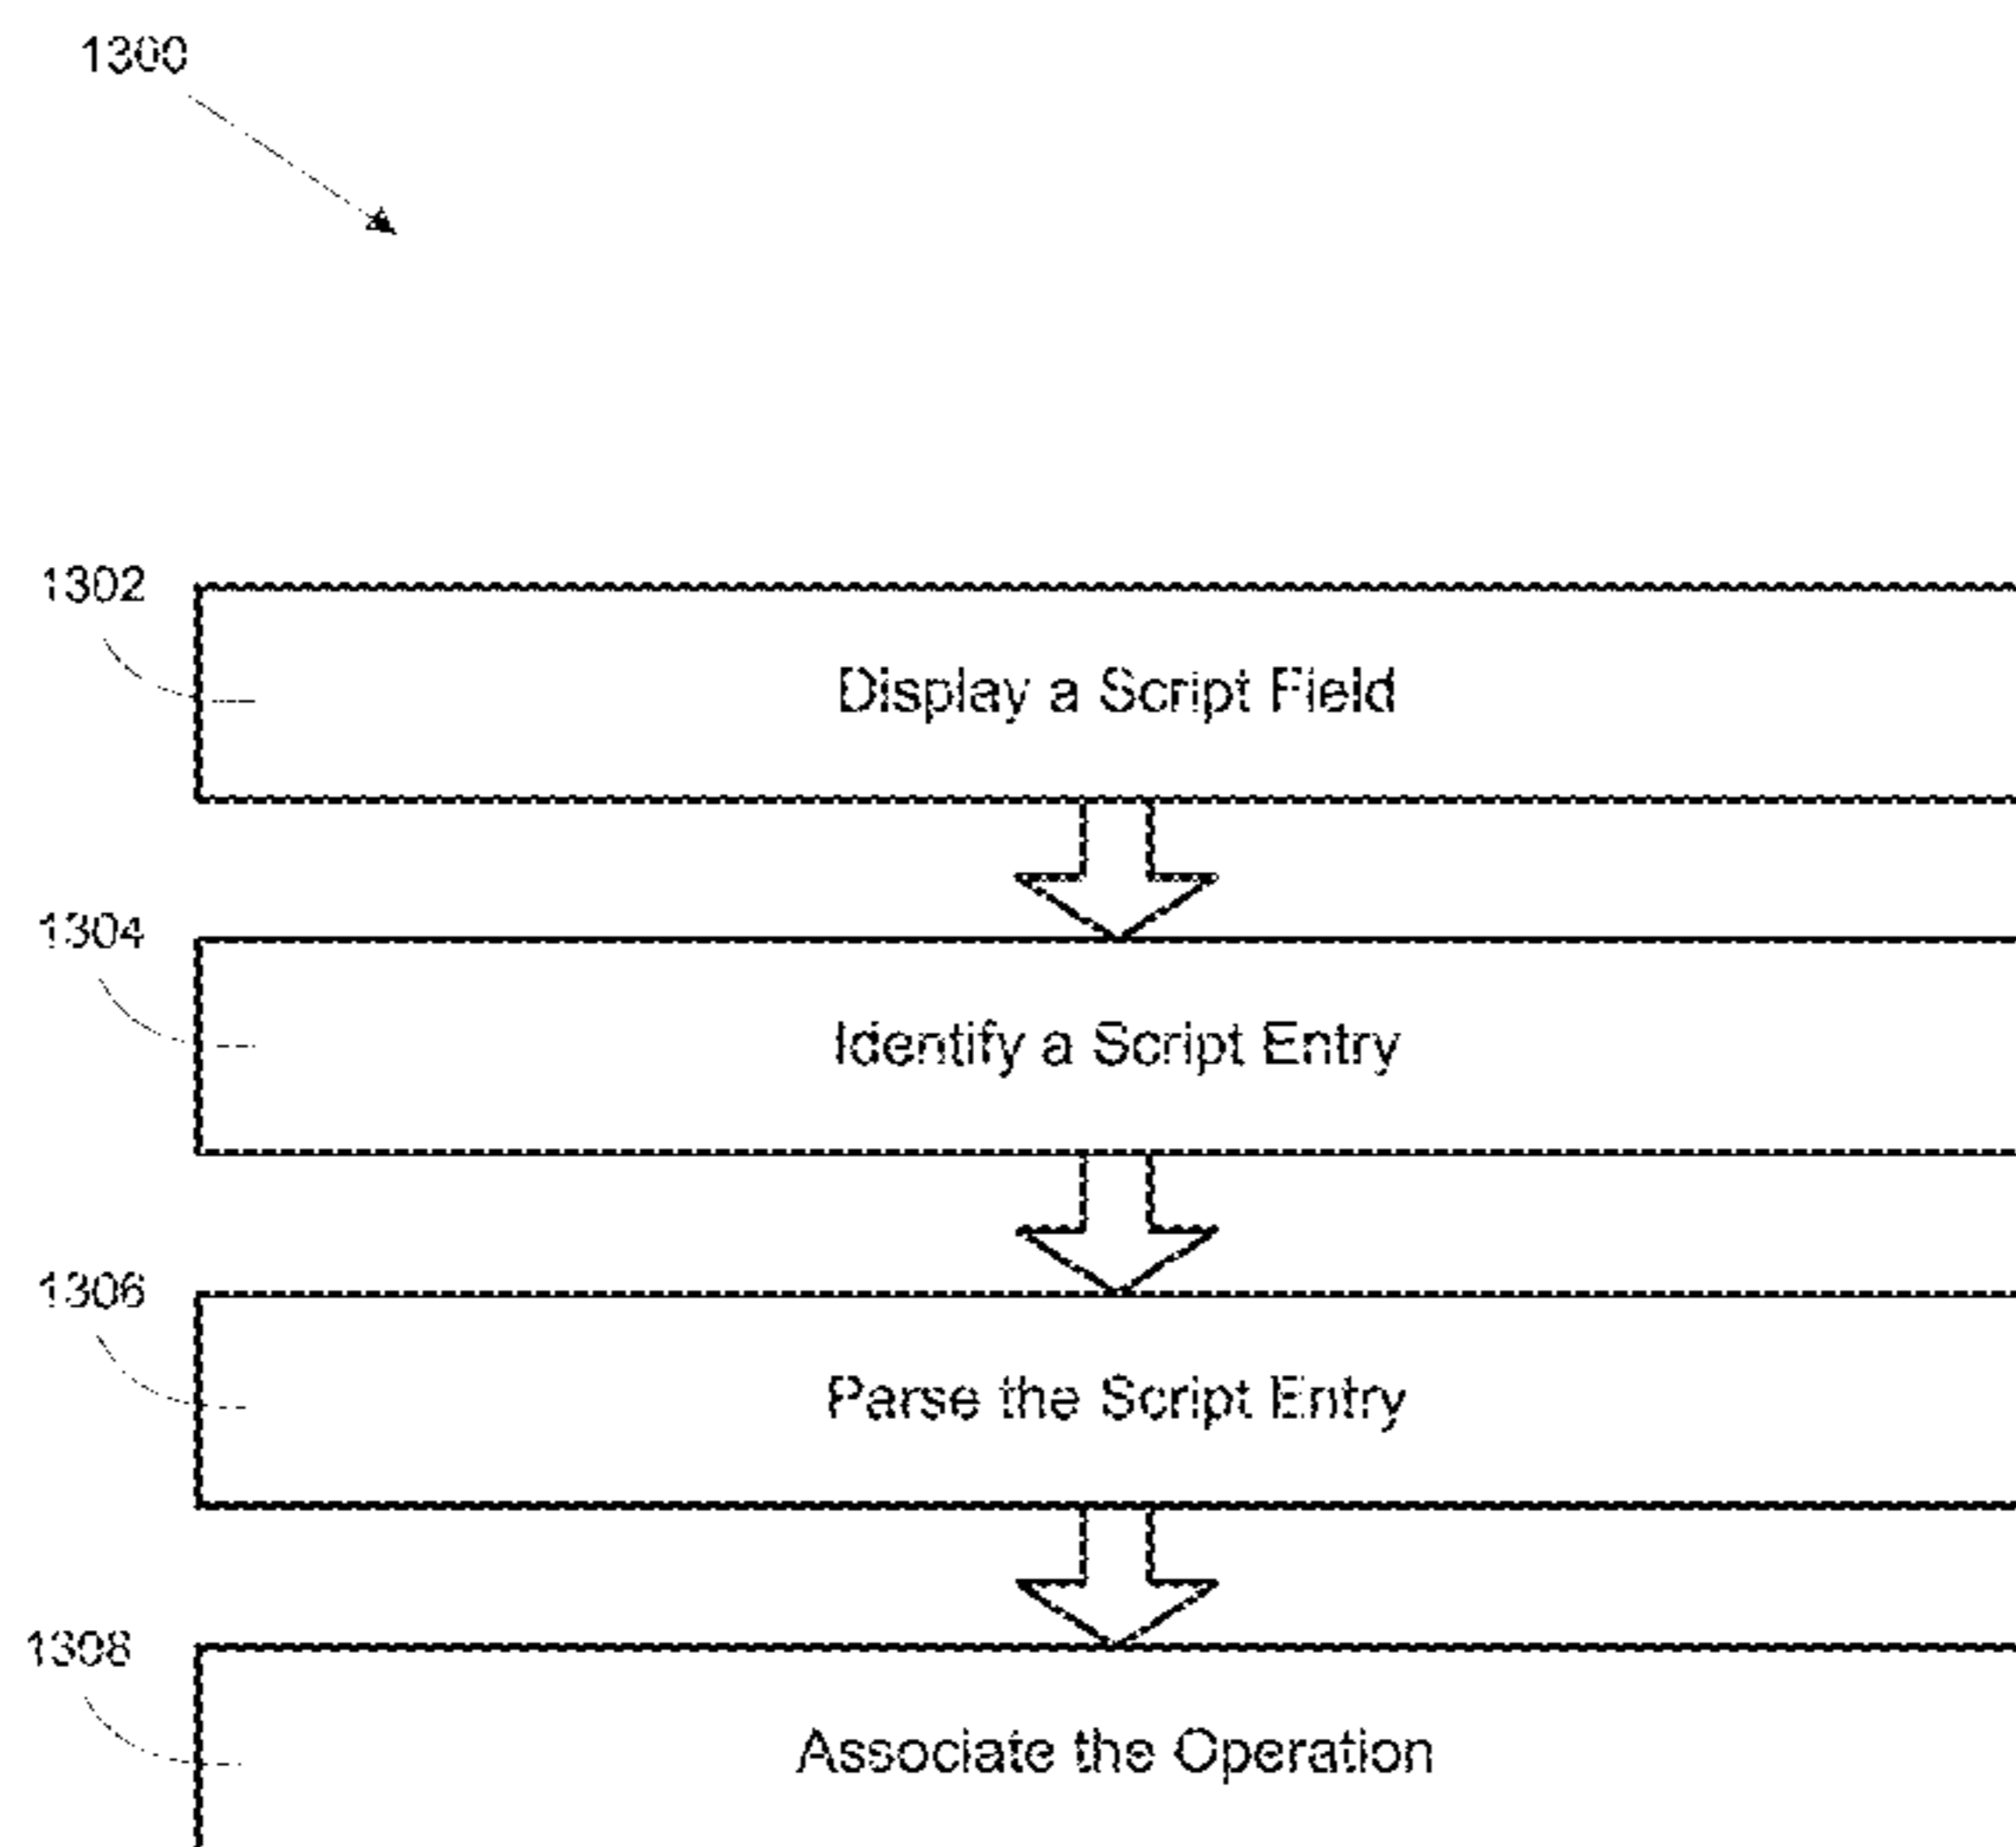 1300
1302
Display a Script Field
1304
Identify a Script Entry
1306
Parse the Script Entry
1308
Associate the Operation